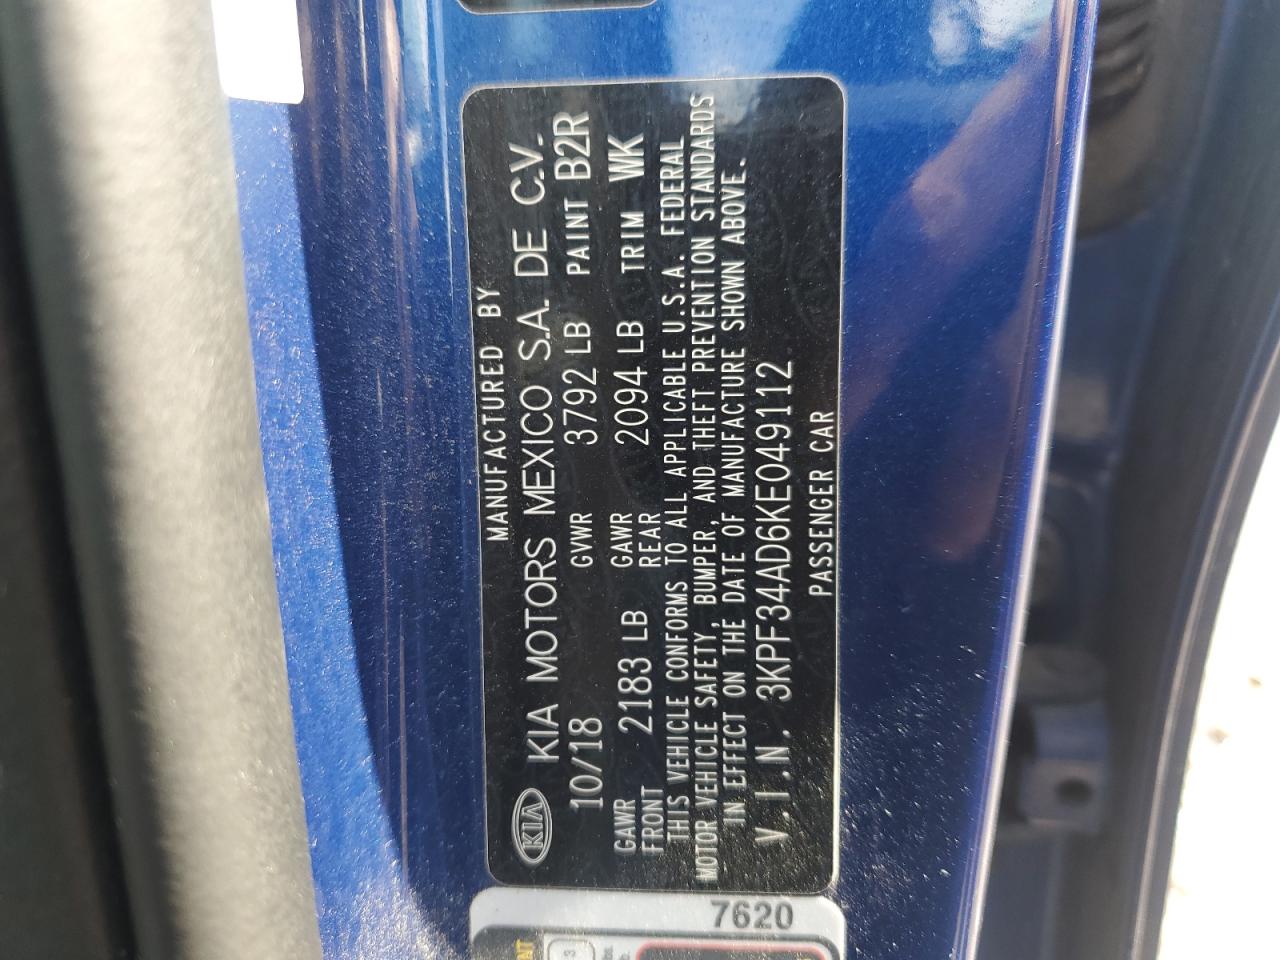 MANUFACTURED BY
KIA KIA MOTORS MEXICO S.A. DE C.V.
10/18 GVWR 3792 LB PAINT B2R
GAWR FRONT 2183 LB GAWR REAR 2094 LB TRIM WK
THIS VEHICLE CONFORMS TO ALL APPLICABLE U.S.A. FEDERAL
MOTOR VEHICLE SAFETY, BUMPER, AND THEFT PREVENTION STANDARDS
IN EFFECT ON THE DATE OF MANUFACTURE SHOWN ABOVE.
V.I.N. 3KPF34AD6KE049112
PASSENGER CAR
7620